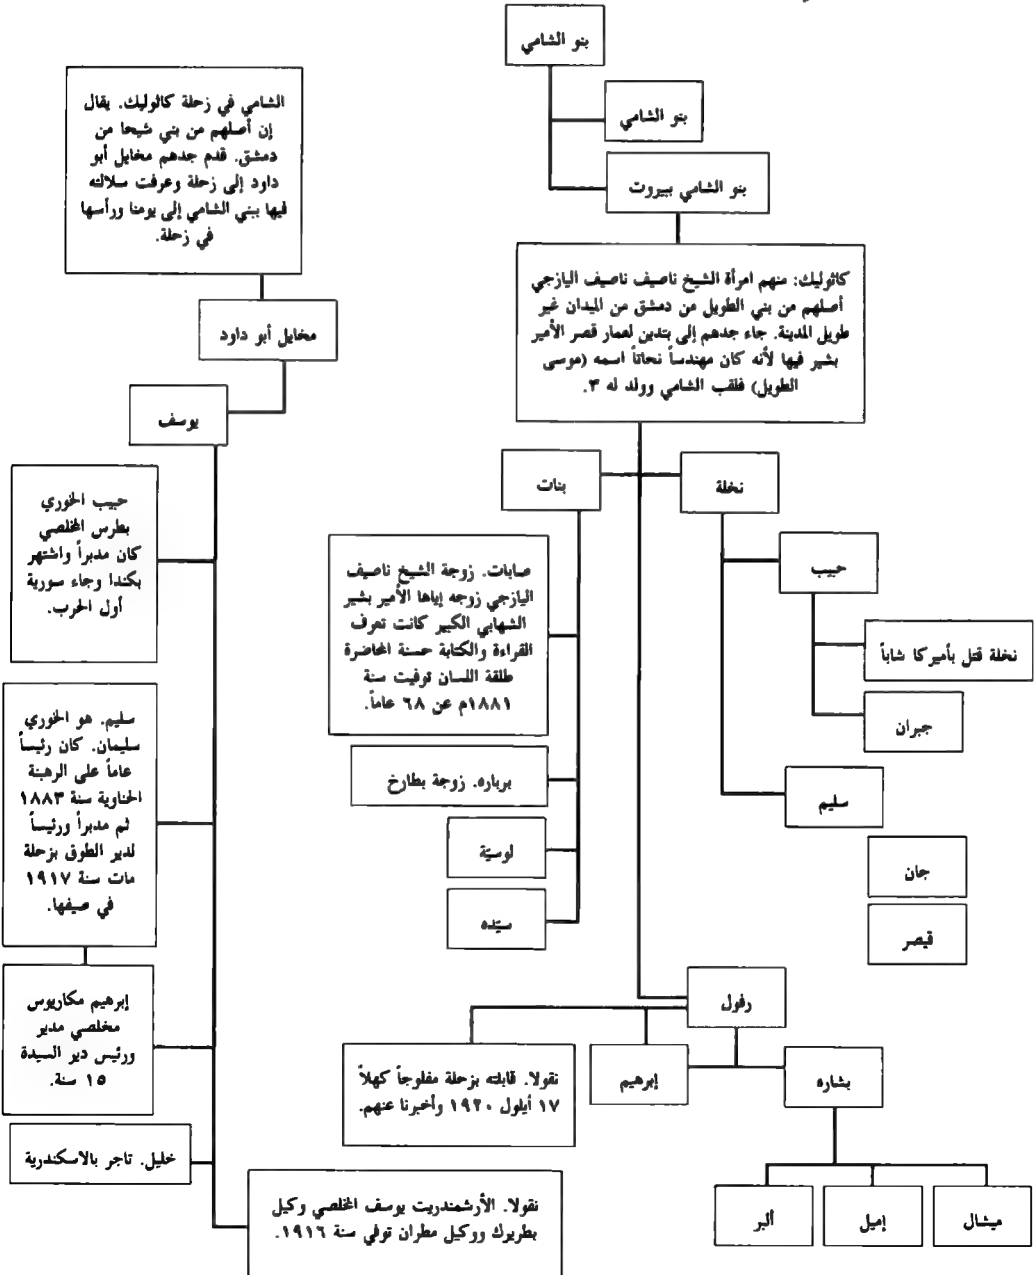 بنو الشامي
بنو الشامي
بنو الشامي ببيروت
كاثوليك: منهم امرأة الشيخ ناصيف ناصيف اليازجي
أصلهم من بني الطويل من دمشق من الميدان غير
طويل المدينة. جاء جدهم إلى بتدين لعمار قصر الأمير
بشير فيها لأنه كان مهندساً نحاتاً اسمه (موسى
الطويل) فلقب الشامي وولد له ٣.
نخلة
بنات
حبيب
نخلة قتل بأميركا شاباً
جبران
سليم
جان
قيصر
صابات. زوجة الشيخ ناصيف
اليازجي زوجه إياها الأمير بشير
الشهابي الكبير كانت تعرف
القراءة والكتابة حسنة المحاضرة
طلقة اللسان توفيت سنة
١٨٨١م عن ٦٨ عاماً.
برباره. زوجة بطارخ
لوسيّة
ستيّده
رفول
بشاره
إبرهيم
نقولا. قابلته بزحلة مفلوجاً كهلاً
١٧ أيلول ١٩٢٠ وأخبرنا عنهم.
ميشال
إميل
ألبر
الشامي في زحلة كاثوليك. يقال
إن أصلهم من بني شيحا من
دمشق. قدم جدهم مخايل أبو
داود إلى زحلة وعرفت سلالته
فيها ببني الشامي إلى يومنا ورأسها
في زحلة.
مخايل أبو داود
يوسف
حبيب الخوري
بطرس المخلصي
كان مدبراً واشتهر
بكندا وجاء سورية
أول الحرب.
سليم. هو الخوري
سليمان. كان رئيساً
عاماً على الرهبنة
الحناوية سنة ١٨٨٣
ثم مدبراً ورئيساً
لدير الطوق بزحلة
مات سنة ١٩١٧
في صيفها.
إبرهيم مكاريوس
مخلصي مدير
ورئيس دير السيدة
١٥ سنة.
خليل. تاجر بالاسكندرية
نقولا. الأرشمندريت يوسف المخلصي وكيل
بطريرك ووكيل مطران توفي سنة ١٩١٦.